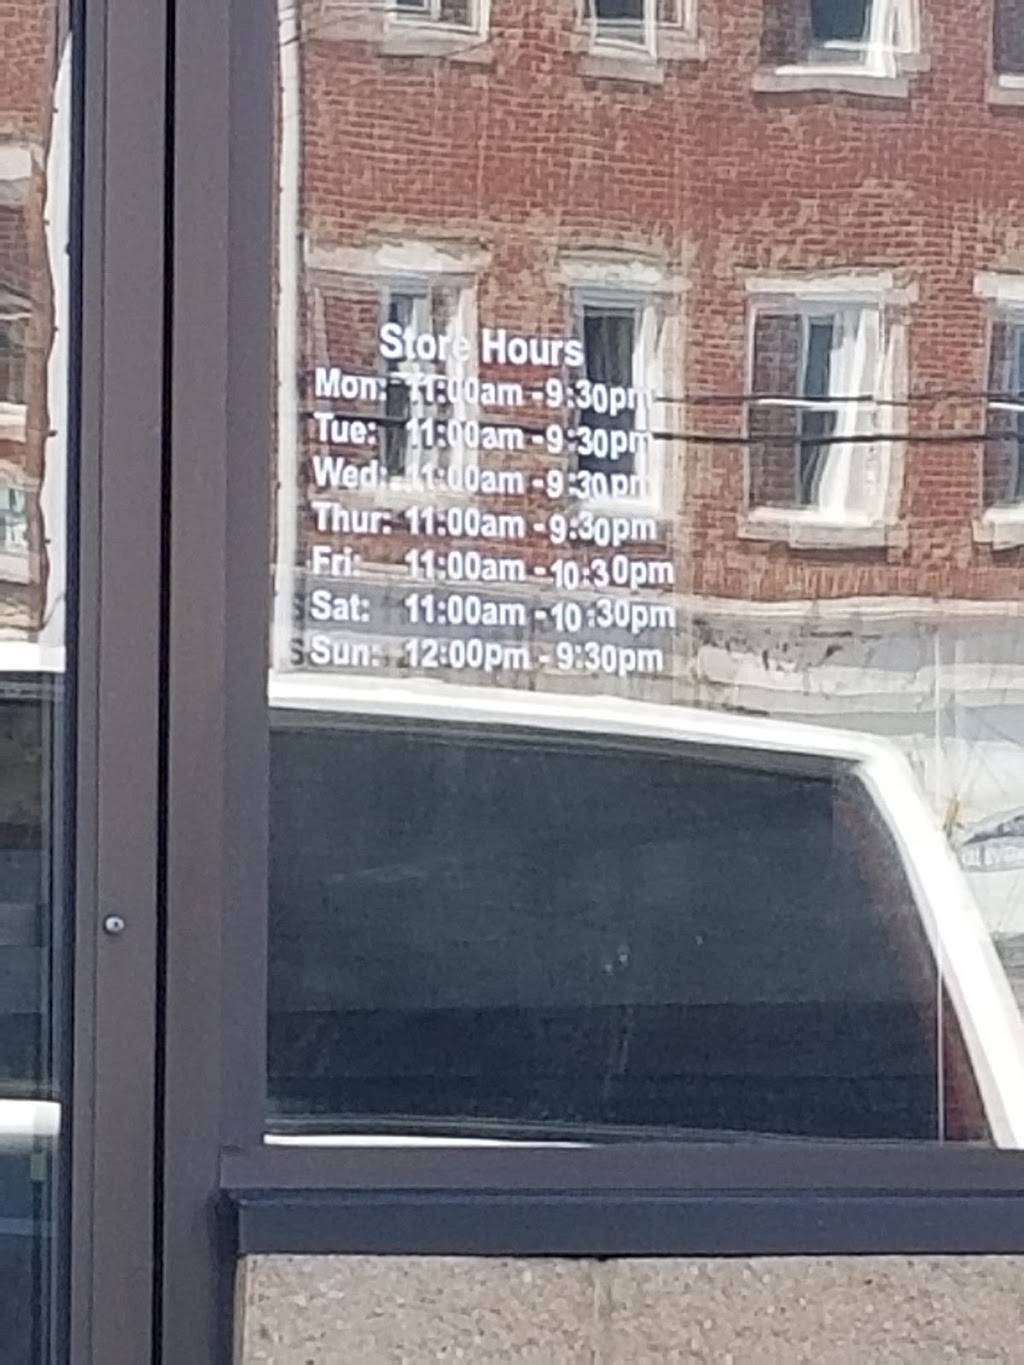 Store Hours
Mon: 11:00am - 9:30pm
Tue: 11:00am - 9:30pm
Wed: 11:00am - 9:30pm
Thur: 11:00am - 9:30pm
Fri: 11:00am - 10:30pm
Sat: 11:00am - 10:30pm
Sun: 12:00pm - 9:30pm